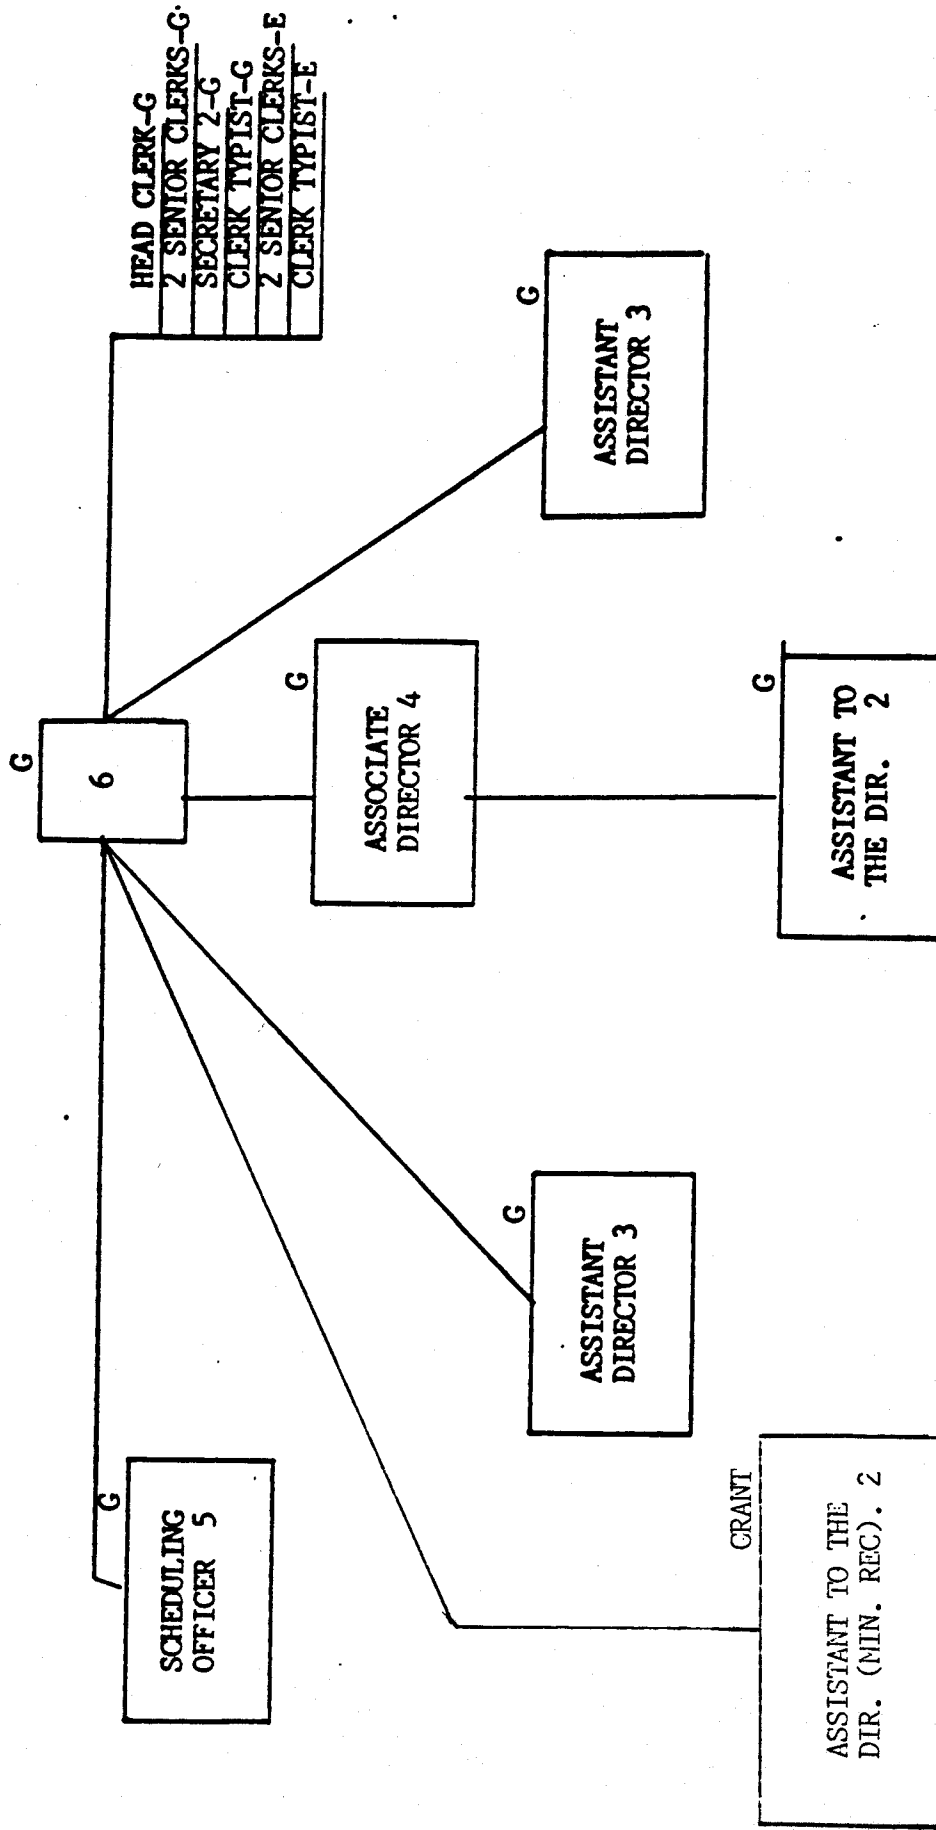 G
6
G
SCHEDULING
OFFICER 5
HEAD CLERK-G
2 SENIOR CLERKS-G
SECRETARY 2-G
CLERK TYPIST-G
2 SENIOR CLERKS-E
CLERK TYPIST-E
G
ASSOCIATE
DIRECTOR 4
G
ASSISTANT
DIRECTOR 3
G
ASSISTANT
DIRECTOR 3
CRANT
ASSISTANT TO THE
DIR. (MIN. REC). 2
G
ASSISTANT TO
THE DIR. 2